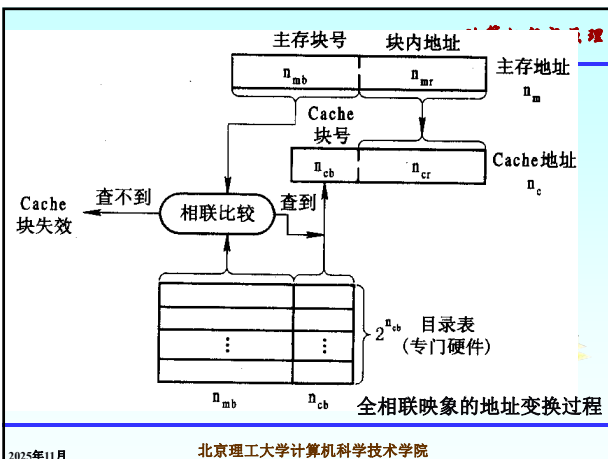 主存块号 块内地址
n_mb n_mr 主存地址
n_m
Cache
块号
n_cb n_cr Cache地址
n_c
Cache
块失效
查不到
相联比较
查到
⋮ ⋮
2^n_cb 目录表
(专门硬件)
n_mb n_cb
全相联映象的地址变换过程
2025年11月 北京理工大学计算机科学技术学院